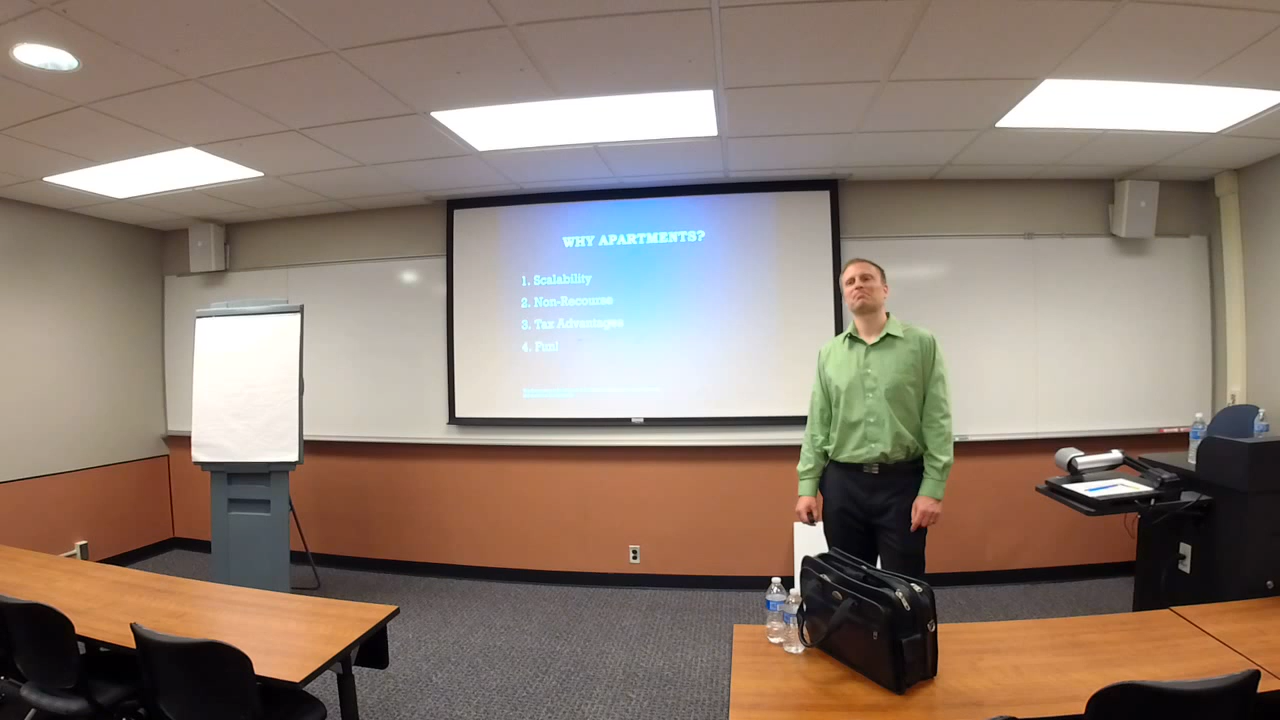 WHY APARTMENTS?
1. Scalability
2. Non-Recourse
3. Tax Advantages
4. Fun!